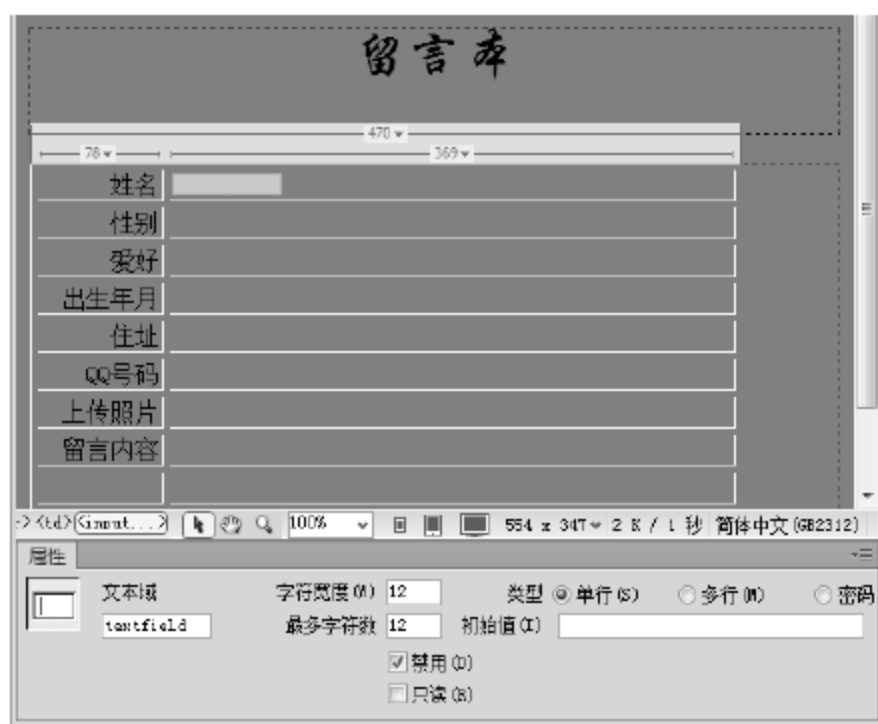 留言本
470
78 369
姓名
性别
爱好
出生年月
住址
QQ号码
上传照片
留言内容
<td> <input...> 100% 554 x 347 2 K / 1 秒 简体中文(GB2312)
属性
文本域 字符宽度(W) 12 类型 单行(S) 多行(M) 密码
textfield 最多字符数 12 初始值(I)
禁用(D)
只读(R)